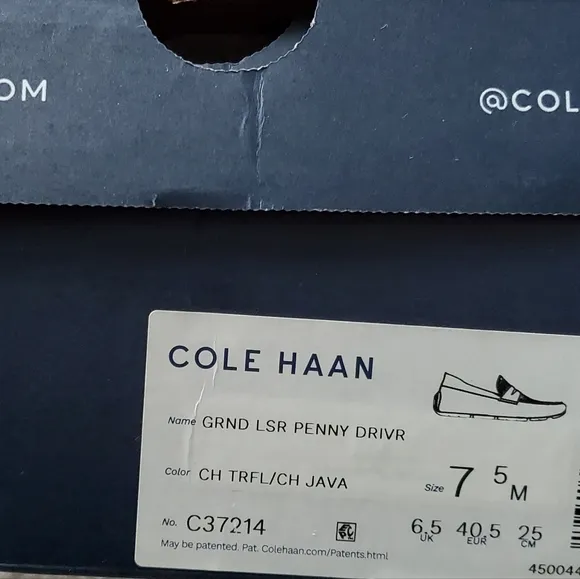 OM @COL
COLE HAAN
Name GRND LSR PENNY DRIVR
Color CH TRFL/CH JAVA
Size 7 5 M
No. C37214
6.5 UK 40.5 EUR 25 CM
May be patented. Pat. Colehaan.com/Patents.html
450044